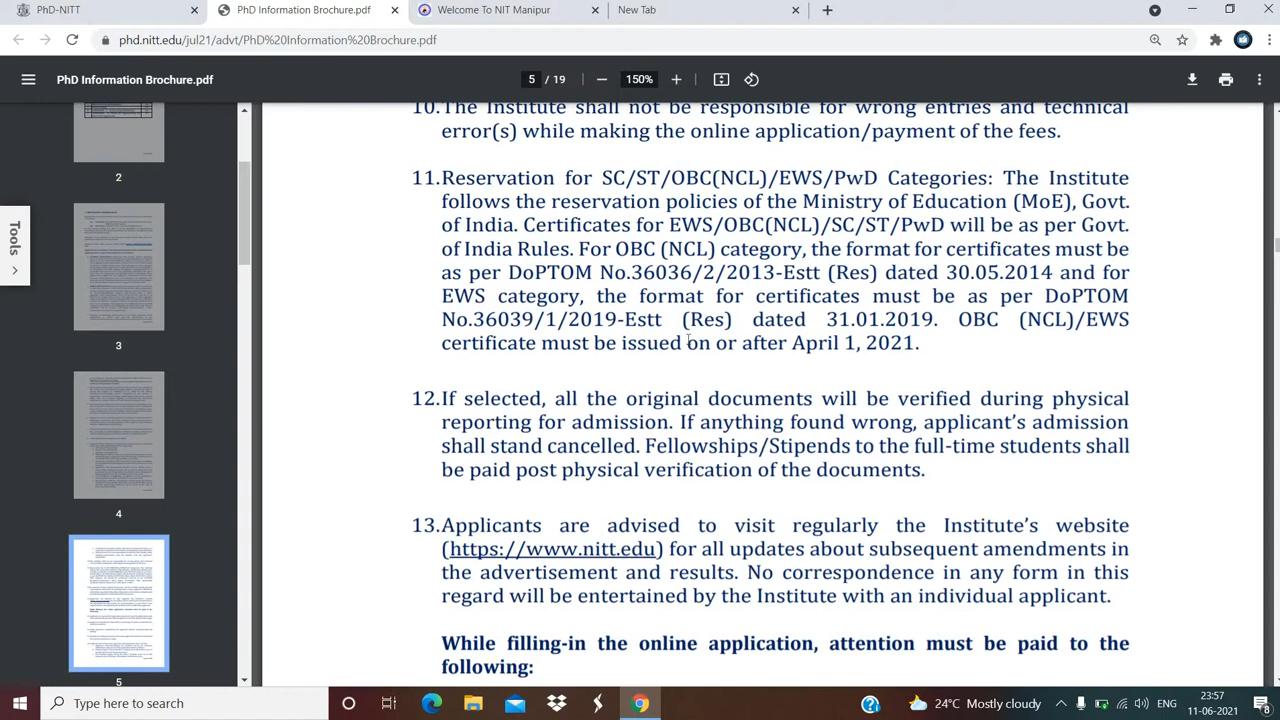 PhD-NITT
PhD Information Brochure.pdf
Welcome To NIT Manipur
New Tab
phd.nitt.edu/jul21/advt/PhD%20Information%20Brochure.pdf
PhD Information Brochure.pdf
5 / 19
150%
2
3
4
5
Tools
10.The Institute shall not be responsible for wrong entries and technical
error(s) while making the online application/payment of the fees.
11.Reservation for SC/ST/OBC(NCL)/EWS/PwD Categories: The Institute
follows the reservation policies of the Ministry of Education (MoE), Govt.
of India. Certificates for EWS/OBC(NCL)/SC/ST/PwD will be as per Govt.
of India Rules. For OBC (NCL) category, the format for certificates must be
as per DoPTOM No.36036/2/2013-Estt (Res) dated 30.05.2014 and for
EWS category, the format for certificates must be as per DoPTOM
No.36039/1/2019-Estt (Res) dated 31.01.2019. OBC (NCL)/EWS
certificate must be issued on or after April 1, 2021.
12.If selected, all the original documents will be verified during physical
reporting for admission. If anything found wrong, applicant's admission
shall stand cancelled. Fellowships/Stipends to the full-time students shall
be paid post physical verification of the documents.
13.Applicants are advised to visit regularly the Institute's website
(https://www.nitt.edu) for all updates about subsequent amendments in
the advertisement and results. No correspondence in any form in this
regard will be entertained by the Institute with an individual applicant.
While filling in the online application, attention must be paid to the
following:
Type here to search
24°C Mostly cloudy
ENG
23:57
11-06-2021
8